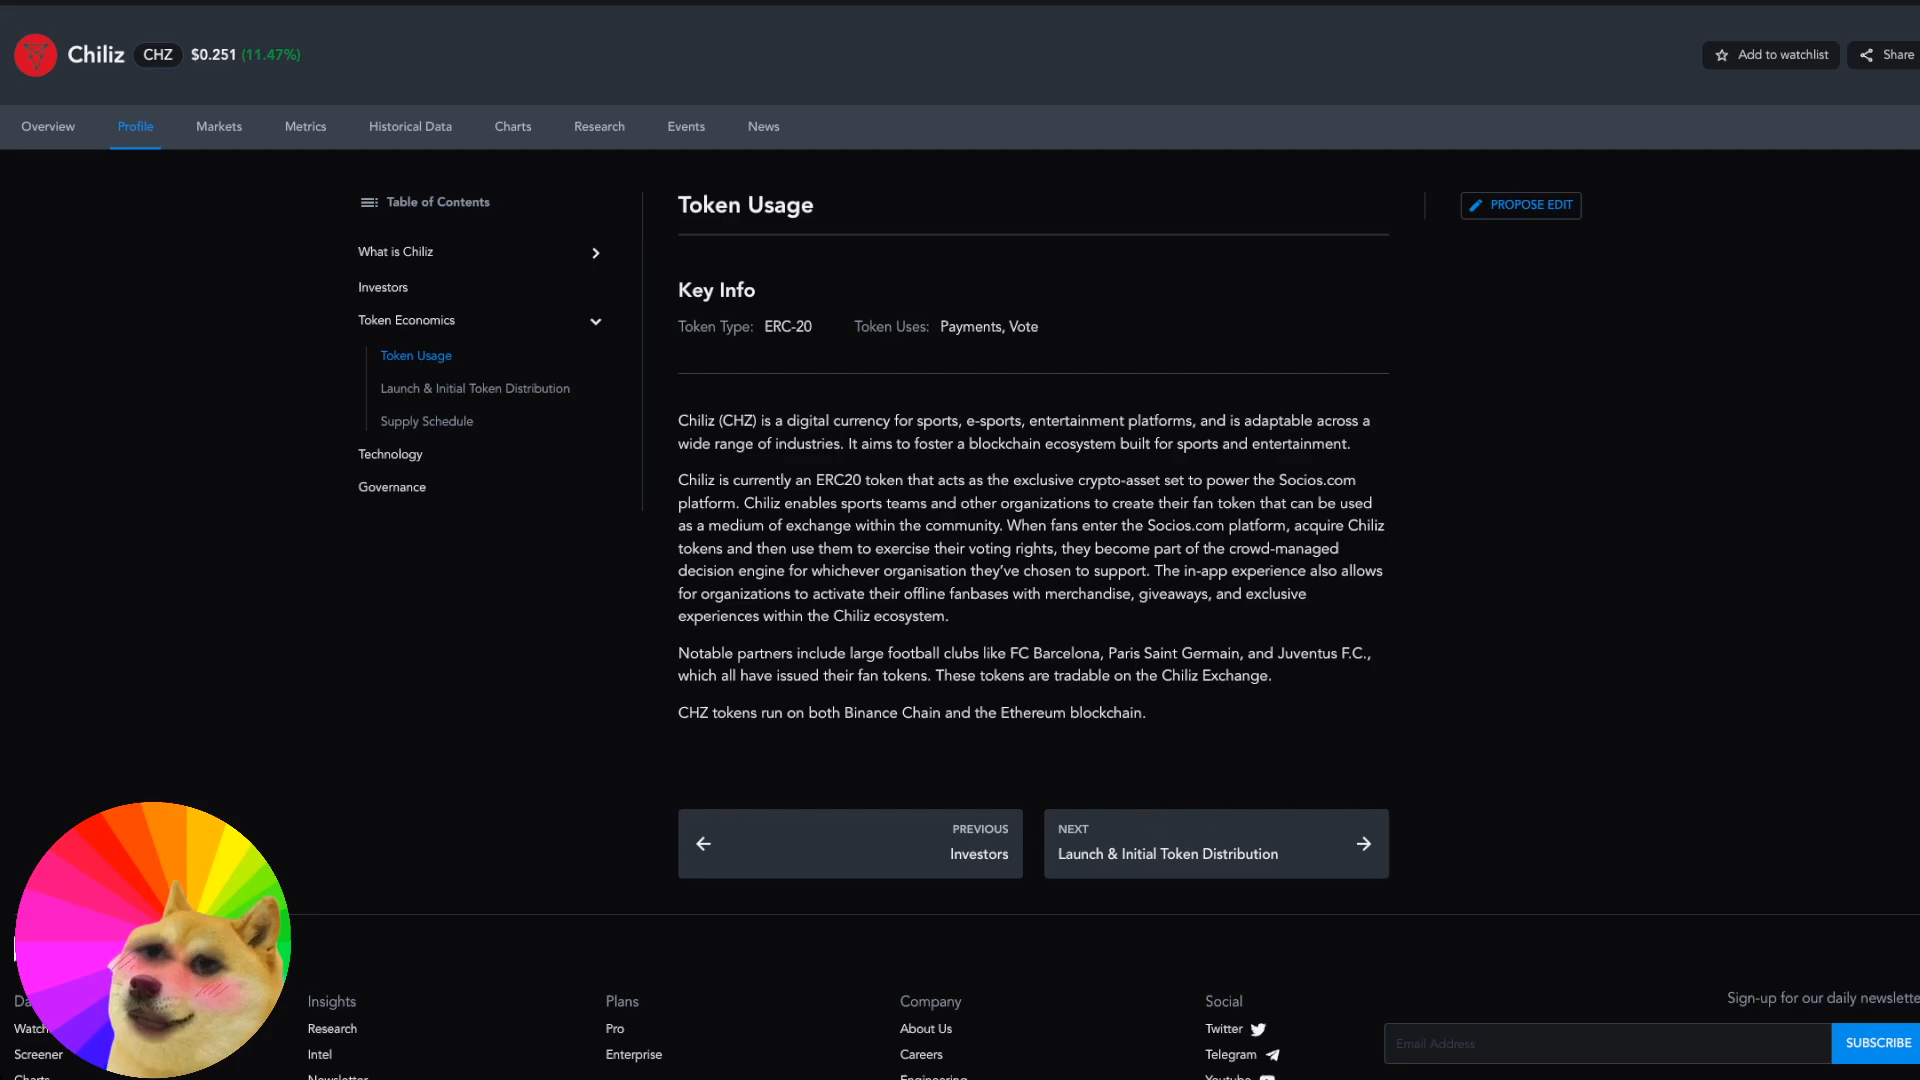 Chiliz CHZ $0.251 (11.47%)
Add to watchlist
Share
Overview
Profile
Markets
Metrics
Historical Data
Charts
Research
Events
News
Table of Contents
What is Chiliz
Investors
Token Economics
Token Usage
Launch & Initial Token Distribution
Supply Schedule
Technology
Governance
Token Usage
PROPOSE EDIT
Key Info
Token Type: ERC-20 Token Uses: Payments, Vote
Chiliz (CHZ) is a digital currency for sports, e-sports, entertainment platforms, and is adaptable across a
wide range of industries. It aims to foster a blockchain ecosystem built for sports and entertainment.
Chiliz is currently an ERC20 token that acts as the exclusive crypto-asset set to power the Socios.com
platform. Chiliz enables sports teams and other organizations to create their fan token that can be used
as a medium of exchange within the community. When fans enter the Socios.com platform, acquire Chiliz
tokens and then use them to exercise their voting rights, they become part of the crowd-managed
decision engine for whichever organisation they've chosen to support. The in-app experience also allows
for organizations to activate their offline fanbases with merchandise, giveaways, and exclusive
experiences within the Chiliz ecosystem.
Notable partners include large football clubs like FC Barcelona, Paris Saint Germain, and Juventus F.C.,
which all have issued their fan tokens. These tokens are tradable on the Chiliz Exchange.
CHZ tokens run on both Binance Chain and the Ethereum blockchain.
PREVIOUS
Investors
NEXT
Launch & Initial Token Distribution
Da
Watch
Screener
Charts
Insights
Research
Intel
Newsletter
Plans
Pro
Enterprise
Company
About Us
Careers
Engineering
Social
Twitter
Telegram
Youtube
Sign-up for our daily newslette
Email Address
SUBSCRIBE